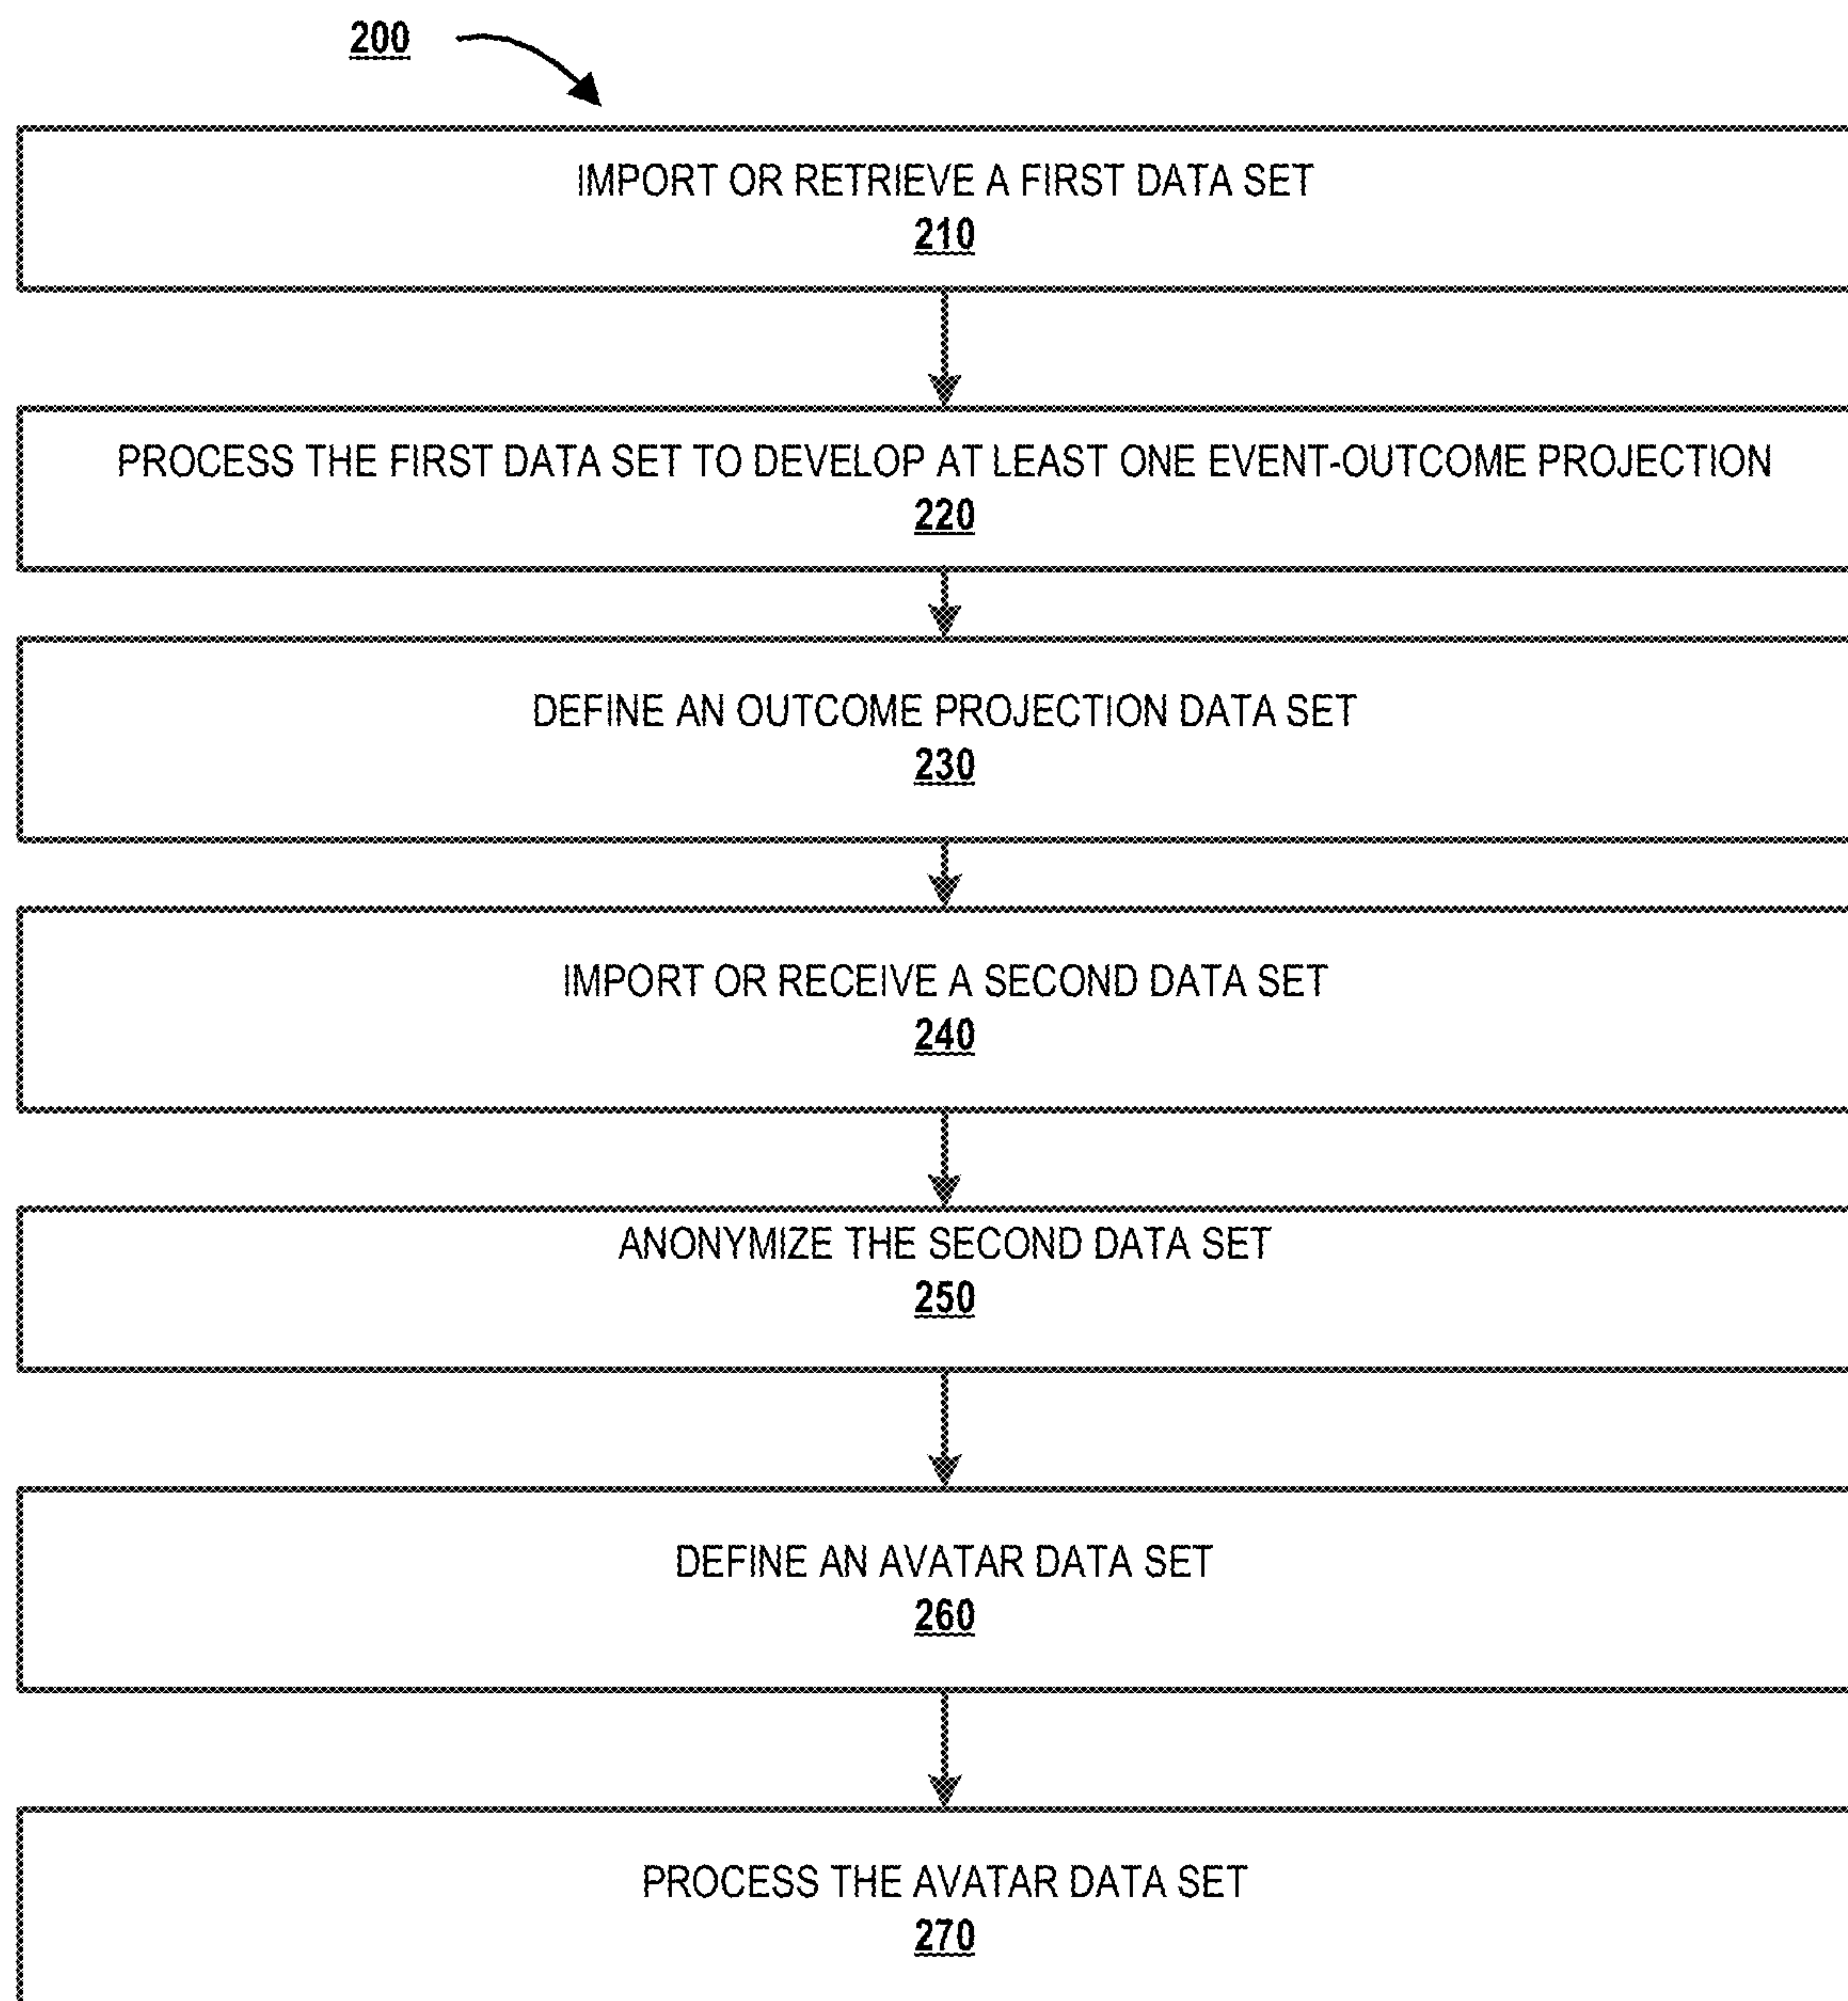 200
IMPORT OR RETRIEVE A FIRST DATA SET
210
PROCESS THE FIRST DATA SET TO DEVELOP AT LEAST ONE EVENT-OUTCOME PROJECTION
220
DEFINE AN OUTCOME PROJECTION DATA SET
230
IMPORT OR RECEIVE A SECOND DATA SET
240
ANONYMIZE THE SECOND DATA SET
250
DEFINE AN AVATAR DATA SET
260
PROCESS THE AVATAR DATA SET
270